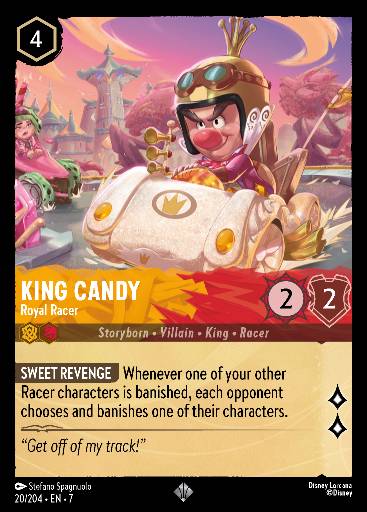 4
KING CANDY
Royal Racer
2
2
Storyborn • Villain • King • Racer
SWEET REVENGE Whenever one of your other
Racer characters is banished, each opponent
chooses and banishes one of their characters.
“Get off of my track!”
Stefano Spagnuolo
20/204 • EN • 7
Disney Lorcana
©Disney